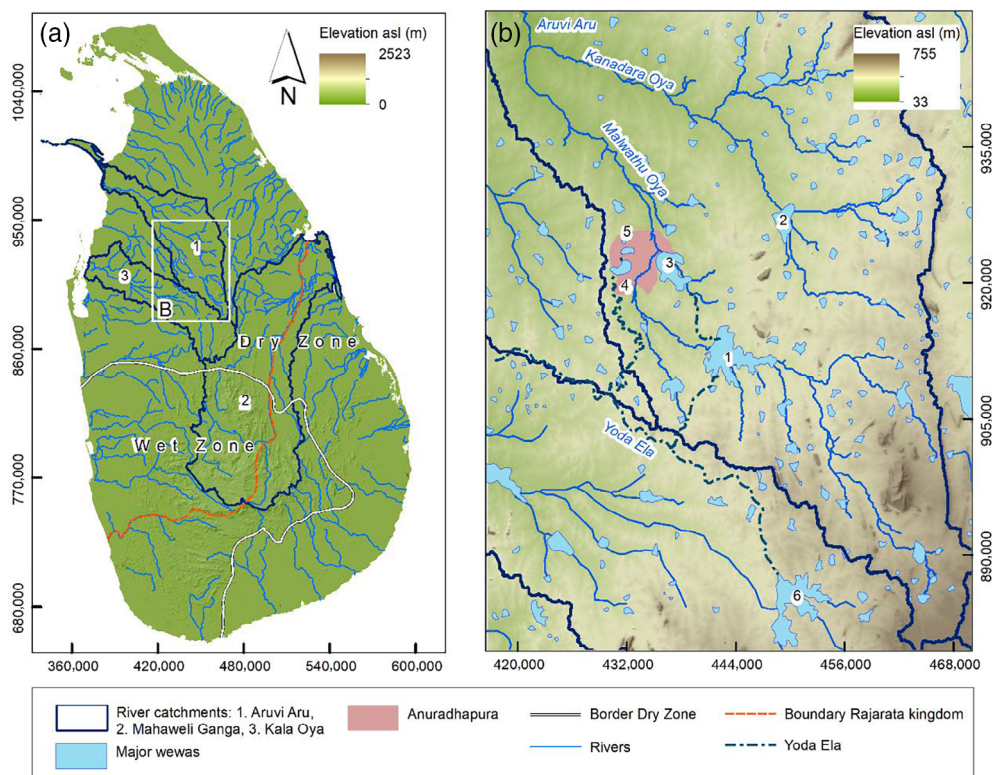 (a)
Elevation asl (m)
2523
0
N
1040,000
950,000
860,000
770,000
680,000
1
3
B
Dry Zone
2
Wet Zone
360,000 420,000 480,000 540,000 600,000
(b)
Aruvi Aru
Elevation asl (m)
755
33
Kanadara Oya
Malwathu Oya
935,000
920,000
905,000
890,000
2
5
3
4
1
Yoda Ela
6
420,000 432,000 444,000 456,000 468,000
River catchments: 1. Aruvi Aru,
2. Mahaweli Ganga, 3. Kala Oya
Major wewas
Anuradhapura
Border Dry Zone
Rivers
Boundary Rajarata kingdom
Yoda Ela